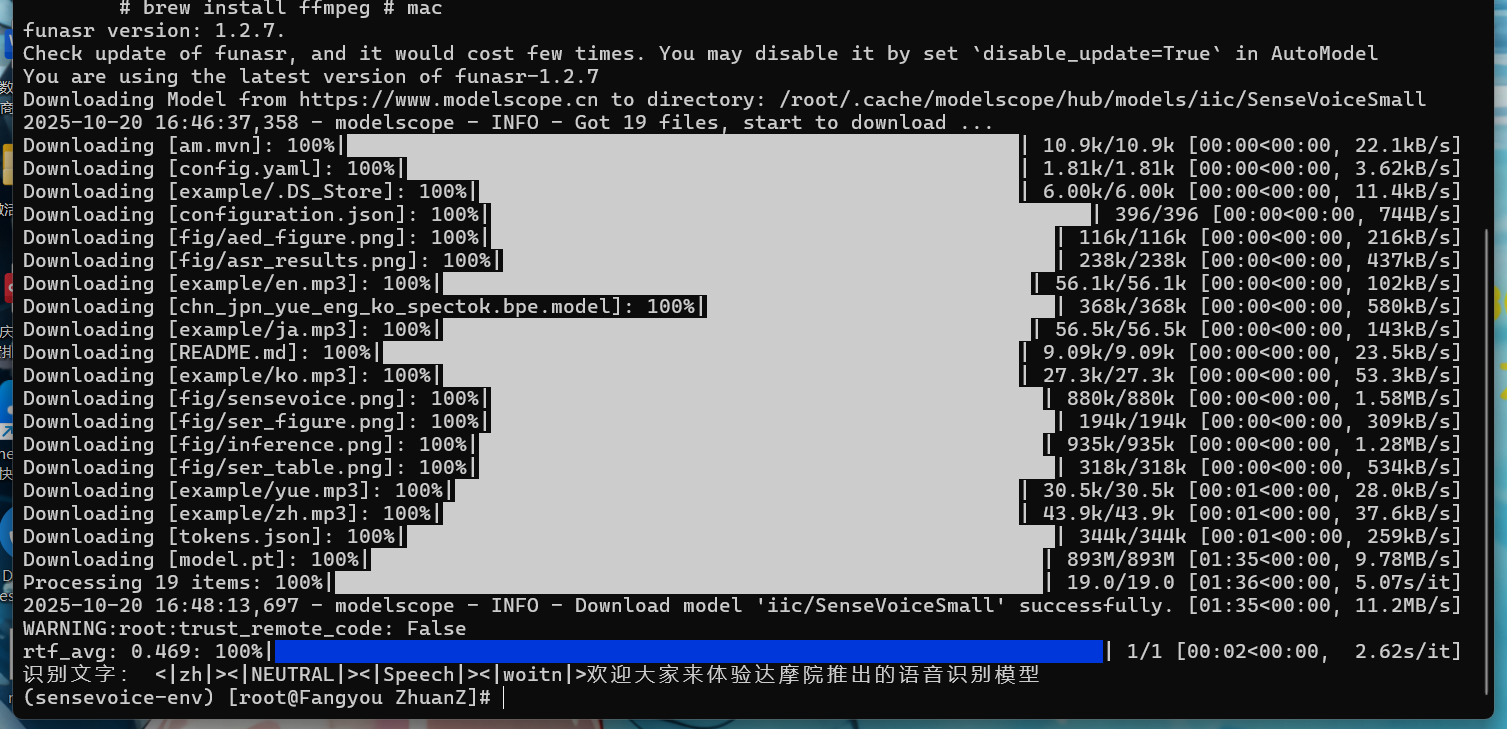 # brew install ffmpeg # mac
funasr version: 1.2.7.
Check update of funasr, and it would cost few times. You may disable it by set `disable_update=True` in AutoModel
You are using the latest version of funasr-1.2.7
Downloading Model from https://www.modelscope.cn to directory: /root/.cache/modelscope/hub/models/iic/SenseVoiceSmall
2025-10-20 16:46:37,358 - modelscope - INFO - Got 19 files, start to download ...
Downloading [am.mvn]: 100%| | 10.9k/10.9k [00:00<00:00, 22.1kB/s]
Downloading [config.yaml]: 100%| | 1.81k/1.81k [00:00<00:00, 3.62kB/s]
Downloading [example/.DS_Store]: 100%| | 6.00k/6.00k [00:00<00:00, 11.4kB/s]
Downloading [configuration.json]: 100%| | 396/396 [00:00<00:00, 744B/s]
Downloading [fig/aed_figure.png]: 100%| | 116k/116k [00:00<00:00, 216kB/s]
Downloading [fig/asr_results.png]: 100%| | 238k/238k [00:00<00:00, 437kB/s]
Downloading [example/en.mp3]: 100%| | 56.1k/56.1k [00:00<00:00, 102kB/s]
Downloading [chn_jpn_yue_eng_ko_spectok.bpe.model]: 100%| | 368k/368k [00:00<00:00, 580kB/s]
Downloading [example/ja.mp3]: 100%| | 56.5k/56.5k [00:00<00:00, 143kB/s]
Downloading [README.md]: 100%| | 9.09k/9.09k [00:00<00:00, 23.5kB/s]
Downloading [example/ko.mp3]: 100%| | 27.3k/27.3k [00:00<00:00, 53.3kB/s]
Downloading [fig/sensevoice.png]: 100%| | 880k/880k [00:00<00:00, 1.58MB/s]
Downloading [fig/ser_figure.png]: 100%| | 194k/194k [00:00<00:00, 309kB/s]
Downloading [fig/inference.png]: 100%| | 935k/935k [00:00<00:00, 1.28MB/s]
Downloading [fig/ser_table.png]: 100%| | 318k/318k [00:00<00:00, 534kB/s]
Downloading [example/yue.mp3]: 100%| | 30.5k/30.5k [00:01<00:00, 28.0kB/s]
Downloading [example/zh.mp3]: 100%| | 43.9k/43.9k [00:01<00:00, 37.6kB/s]
Downloading [tokens.json]: 100%| | 344k/344k [00:01<00:00, 259kB/s]
Downloading [model.pt]: 100%| | 893M/893M [01:35<00:00, 9.78MB/s]
Processing 19 items: 100%| | 19.0/19.0 [01:36<00:00, 5.07s/it]
2025-10-20 16:48:13,697 - modelscope - INFO - Download model 'iic/SenseVoiceSmall' successfully. [01:35<00:00, 11.2MB/s]
WARNING:root:trust_remote_code: False
rtf_avg: 0.469: 100%| | 1/1 [00:02<00:00, 2.62s/it]
识别文字: <|zh|><|NEUTRAL|><|Speech|><|woitn|>欢迎大家来体验达摩院推出的语音识别模型
(sensevoice-env) [root@Fangyou ZhuanZ]#